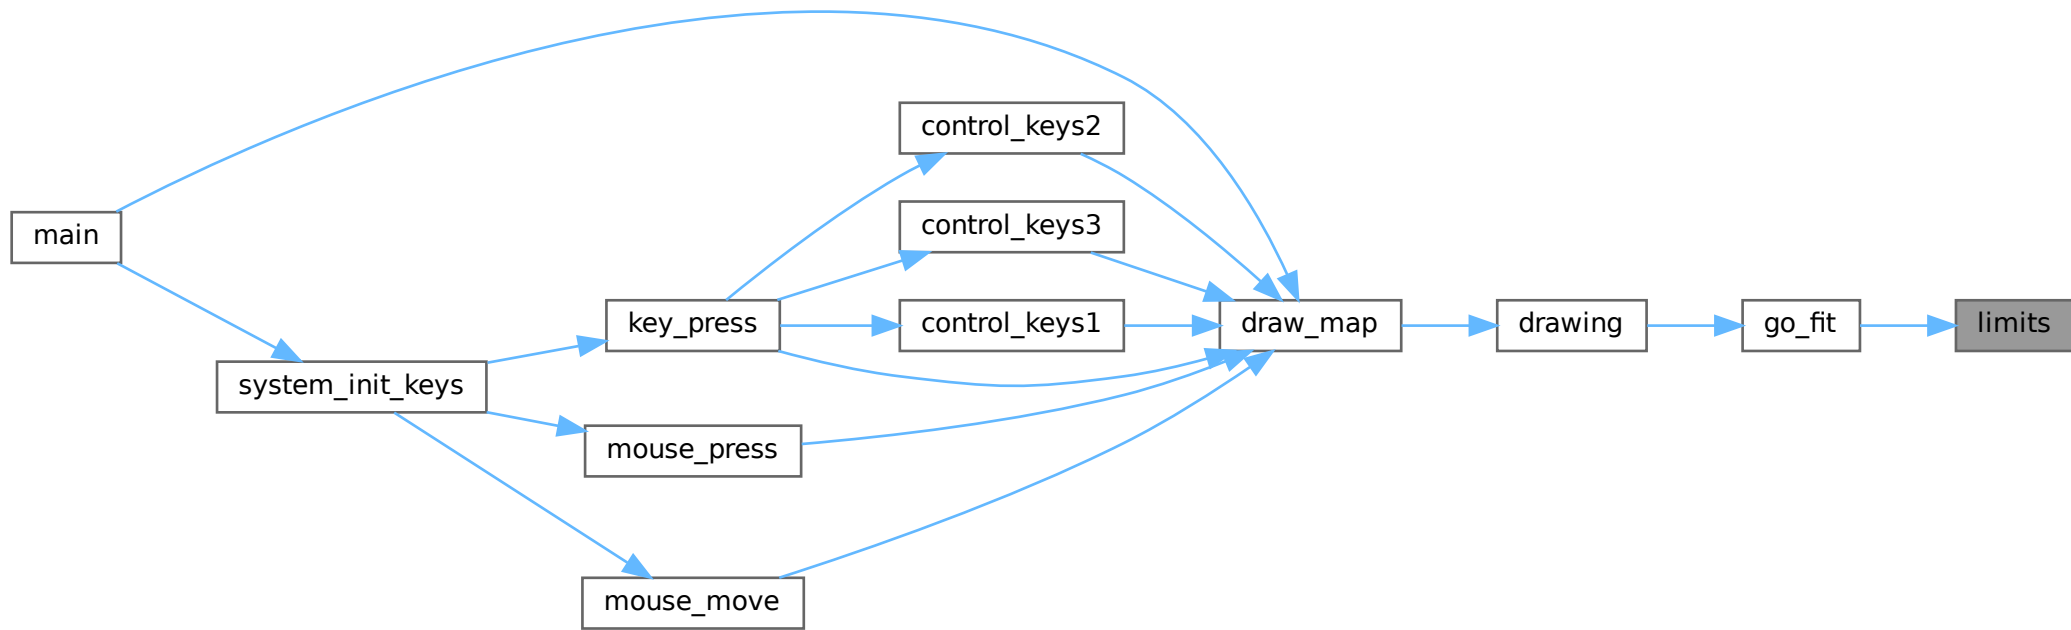 main
system_init_keys
key_press
mouse_press
mouse_move
control_keys2
control_keys3
control_keys1
draw_map
drawing
go_fit
limits